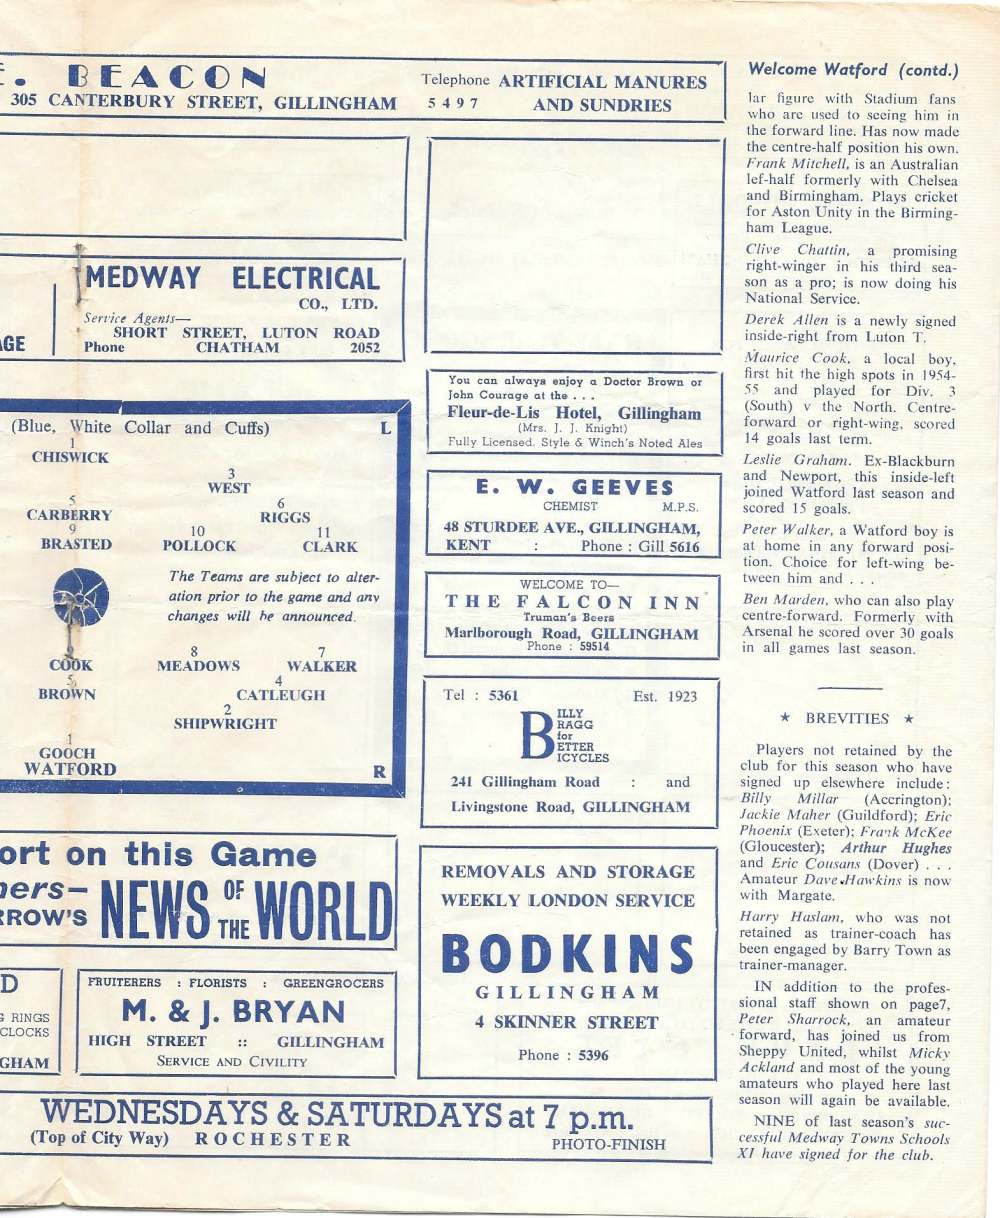 E. BEACON
305 CANTERBURY STREET, GILLINGHAM
Telephone ARTIFICIAL MANURES
5 4 9 7 AND SUNDRIES
MEDWAY ELECTRICAL
CO., LTD.
Service Agents—
SHORT STREET, LUTON ROAD
Phone CHATHAM 2052
AGE
(Blue, White Collar and Cuffs) L
1
CHISWICK
3
WEST
5
CARBERRY
6
RIGGS
9
BRASTED
10
POLLOCK
11
CLARK
The Teams are subject to alter-
ation prior to the game and any
changes will be announced.
9
COOK
8
MEADOWS
7
WALKER
5
BROWN
4
CATLEUGH
2
SHIPWRIGHT
1
GOOCH
WATFORD
R
ort on this Game
ners—
RROW'S NEWS OF THE WORLD
D
G RINGS
CLOCKS
GHAM
FRUITERERS : FLORISTS : GREENGROCERS
M. & J. BRYAN
HIGH STREET :: GILLINGHAM
SERVICE AND CIVILITY
WEDNESDAYS & SATURDAYS at 7 p.m.
(Top of City Way) ROCHESTER
PHOTO-FINISH
You can always enjoy a Doctor Brown or
John Courage at the . . .
Fleur-de-Lis Hotel, Gillingham
(Mrs. J. J. Knight)
Fully Licensed. Style & Winch's Noted Ales
E. W. GEEVES
CHEMIST M.P.S.
48 STURDEE AVE., GILLINGHAM,
KENT : Phone : Gill 5616
WELCOME TO—
THE FALCON INN
Truman's Beers
Marlborough Road, GILLINGHAM
Phone : 59514
Tel : 5361 Est. 1923
BILLY
RAGG
for
BETTER
BICYCLES
241 Gillingham Road : and
Livingstone Road, GILLINGHAM
REMOVALS AND STORAGE
WEEKLY LONDON SERVICE
BODKINS
GILLINGHAM
4 SKINNER STREET
Phone : 5396
Welcome Watford (contd.)
lar figure with Stadium fans
who are used to seeing him in
the forward line. Has now made
the centre-half position his own.
Frank Mitchell, is an Australian
lef-half formerly with Chelsea
and Birmingham. Plays cricket
for Aston Unity in the Birming-
ham League.
Clive Chattin, a promising
right-winger in his third sea-
son as a pro; is now doing his
National Service.
Derek Allen is a newly signed
inside-right from Luton T.
Maurice Cook, a local boy,
first hit the high spots in 1954-
55 and played for Div. 3
(South) v the North. Centre-
forward or right-wing, scored
14 goals last term.
Leslie Graham. Ex-Blackburn
and Newport, this inside-left
joined Watford last season and
scored 15 goals.
Peter Walker, a Watford boy is
at home in any forward posi-
tion. Choice for left-wing be-
tween him and . . .
Ben Marden, who can also play
centre-forward. Formerly with
Arsenal he scored over 30 goals
in all games last season.
★ BREVITIES ★
Players not retained by the
club for this season who have
signed up elsewhere include:
Billy Millar (Accrington);
Jackie Maher (Guildford); Eric
Phoenix (Exeter); Frank McKee
(Gloucester); Arthur Hughes
and Eric Cousans (Dover) . . .
Amateur Dave Hawkins is now
with Margate.
Harry Haslam, who was not
retained as trainer-coach has
been engaged by Barry Town as
trainer-manager.
IN addition to the profes-
sional staff shown on page7,
Peter Sharrock, an amateur
forward, has joined us from
Sheppy United, whilst Micky
Ackland and most of the young
amateurs who played here last
season will again be available.
NINE of last season's suc-
cessful Medway Towns Schools
XI have signed for the club.